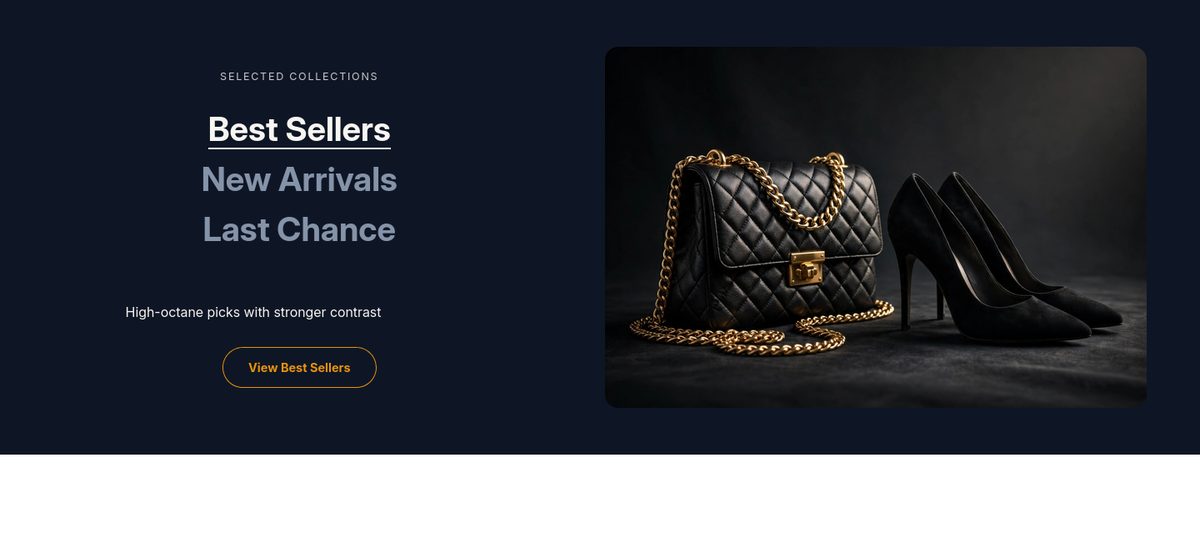 SELECTED COLLECTIONS
Best Sellers
New Arrivals
Last Chance
High-octane picks with stronger contrast
View Best Sellers